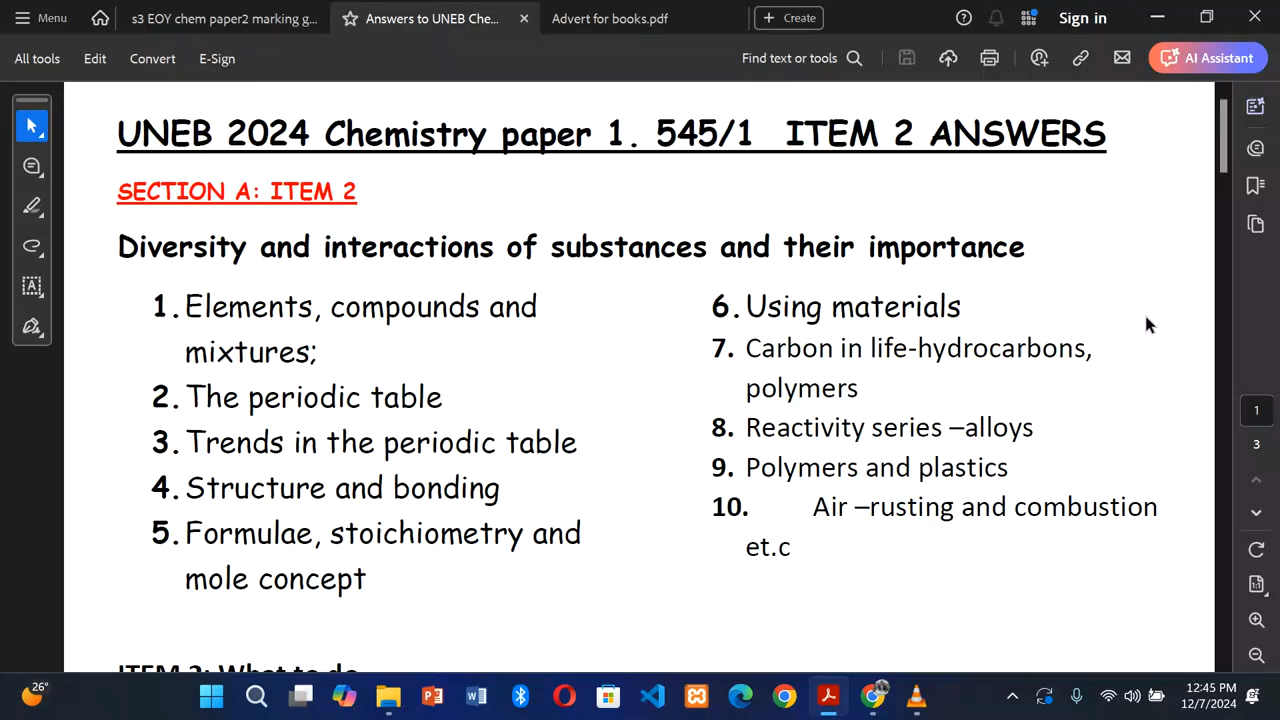 Menu
s3 EOY chem paper2 marking g...
Answers to UNEB Che...
Advert for books.pdf
Create
Sign in
All tools
Edit
Convert
E-Sign
Find text or tools
AI Assistant
UNEB 2024 Chemistry paper 1. 545/1 ITEM 2 ANSWERS
SECTION A: ITEM 2
Diversity and interactions of substances and their importance
1. Elements, compounds and
mixtures;
2. The periodic table
3. Trends in the periodic table
4. Structure and bonding
5. Formulae, stoichiometry and
mole concept
6. Using materials
7. Carbon in life-hydrocarbons,
polymers
8. Reactivity series –alloys
9. Polymers and plastics
10. Air –rusting and combustion
et.c
1
3
26°
12:45 PM
12/7/2024